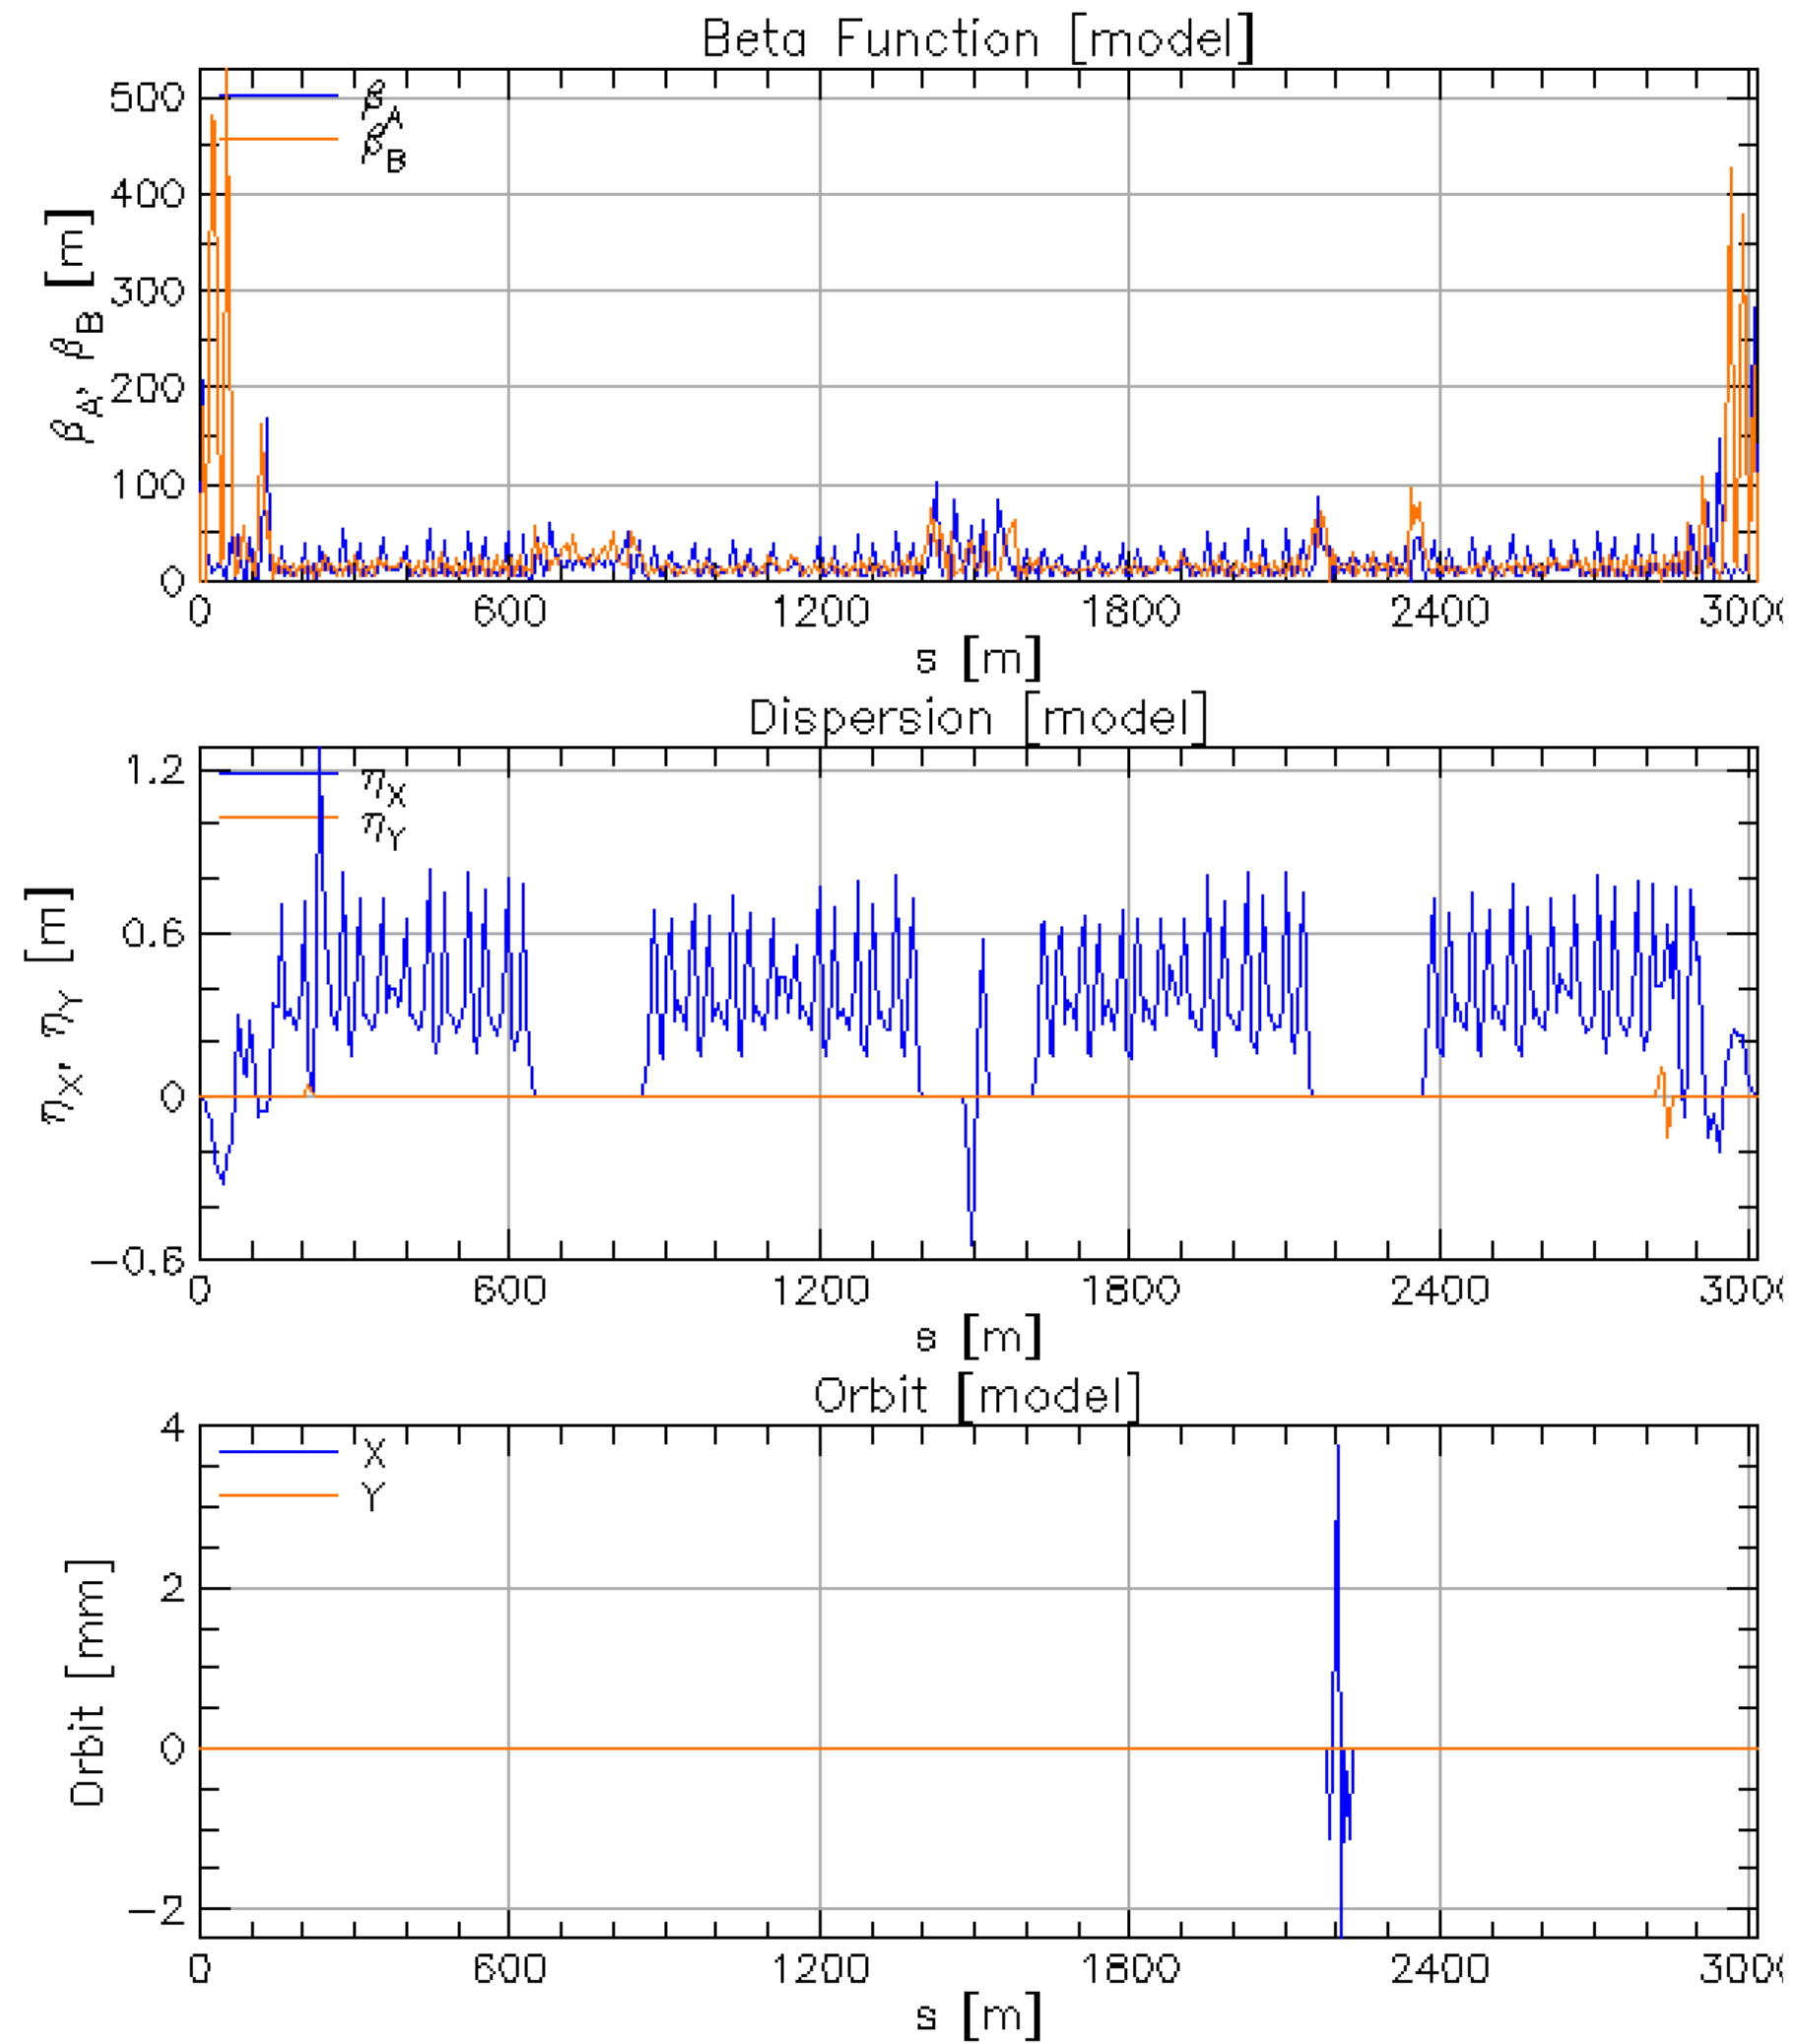 Beta Function [model]
500
400
300
200
100
0
β_A, β_B [m]
β_A
β_B
0 600 1200 1800 2400 300
s [m]
Dispersion [model]
1.2
0.6
0
-0.6
η_X, η_Y [m]
η_X
η_Y
0 600 1200 1800 2400 300
s [m]
Orbit [model]
4
2
0
-2
Orbit [mm]
X
Y
0 600 1200 1800 2400 300
s [m]